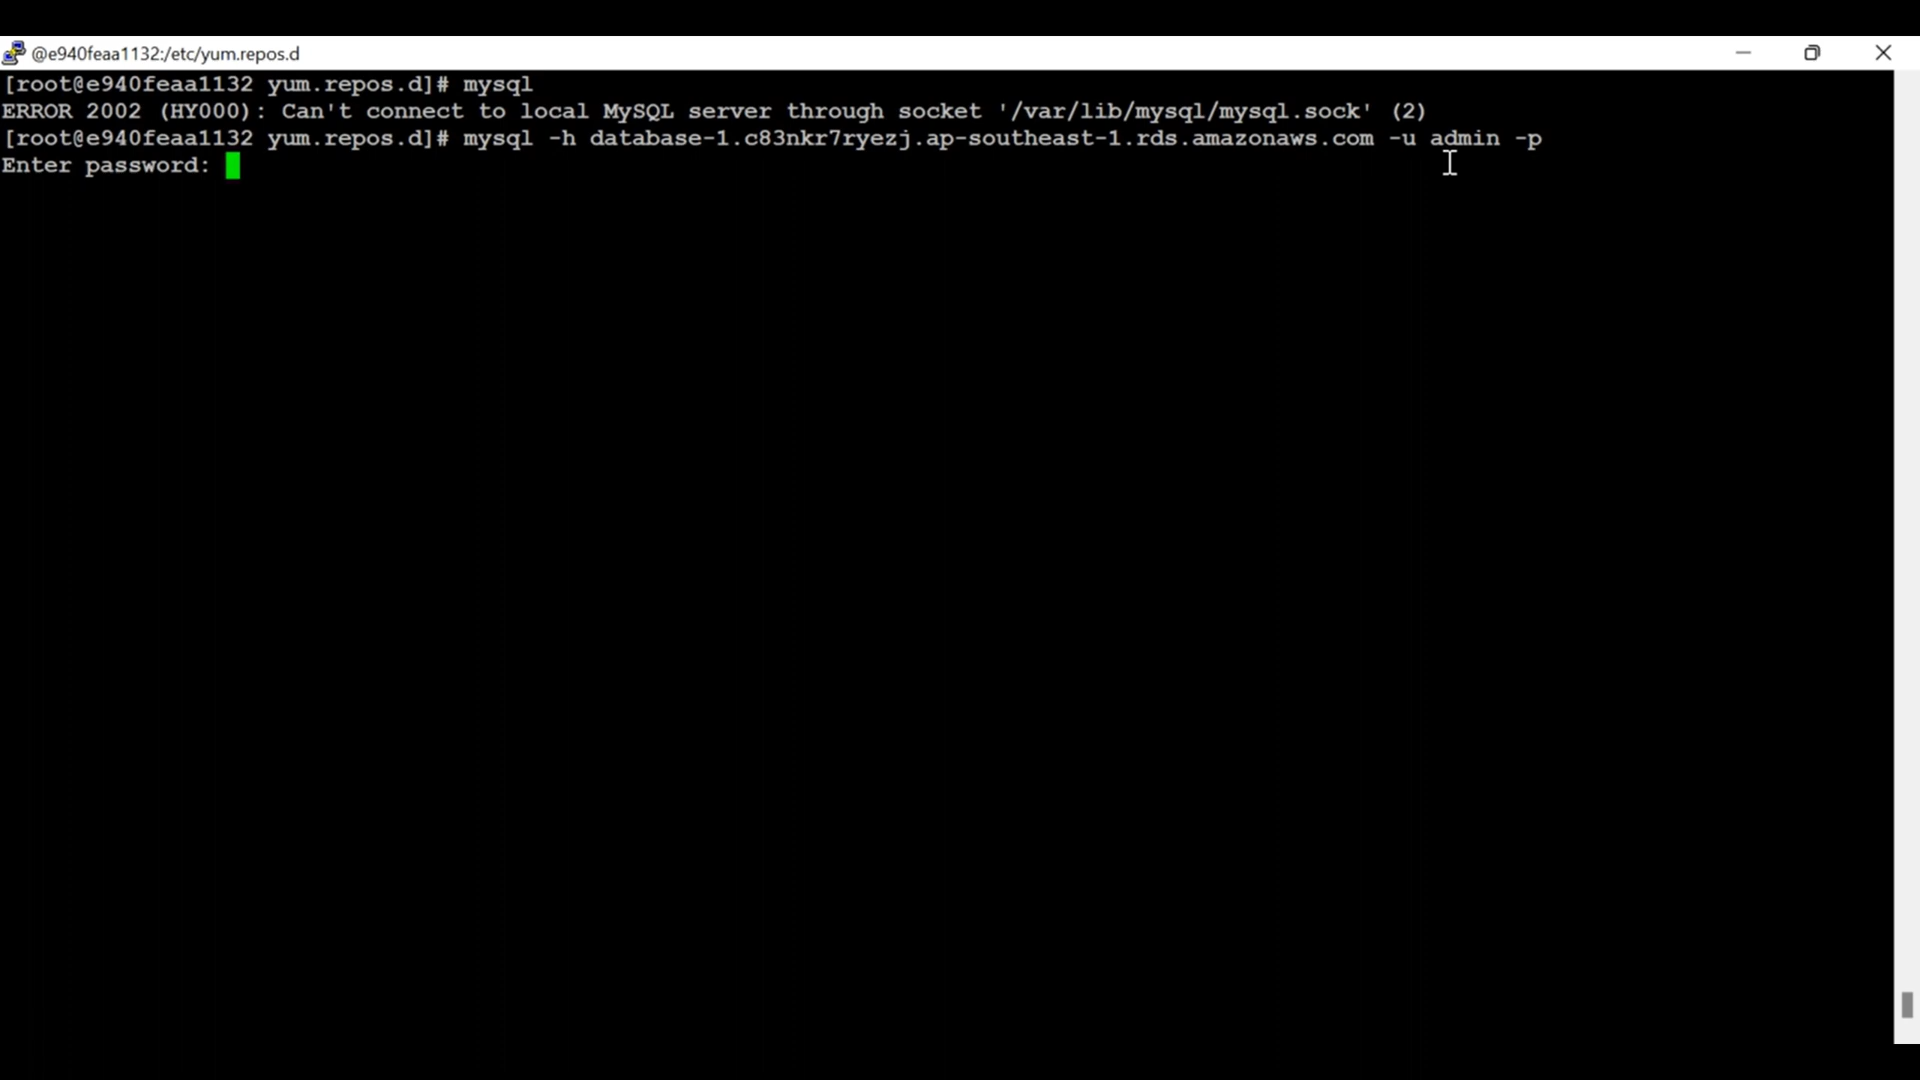 @e940feaa1132:/etc/yum.repos.d
[root@e940feaa1132 yum.repos.d]# mysql
ERROR 2002 (HY000): Can't connect to local MySQL server through socket '/var/lib/mysql/mysql.sock' (2)
[root@e940feaa1132 yum.repos.d]# mysql -h database-1.c83nkr7ryezj.ap-southeast-1.rds.amazonaws.com -u admin -p
Enter password: